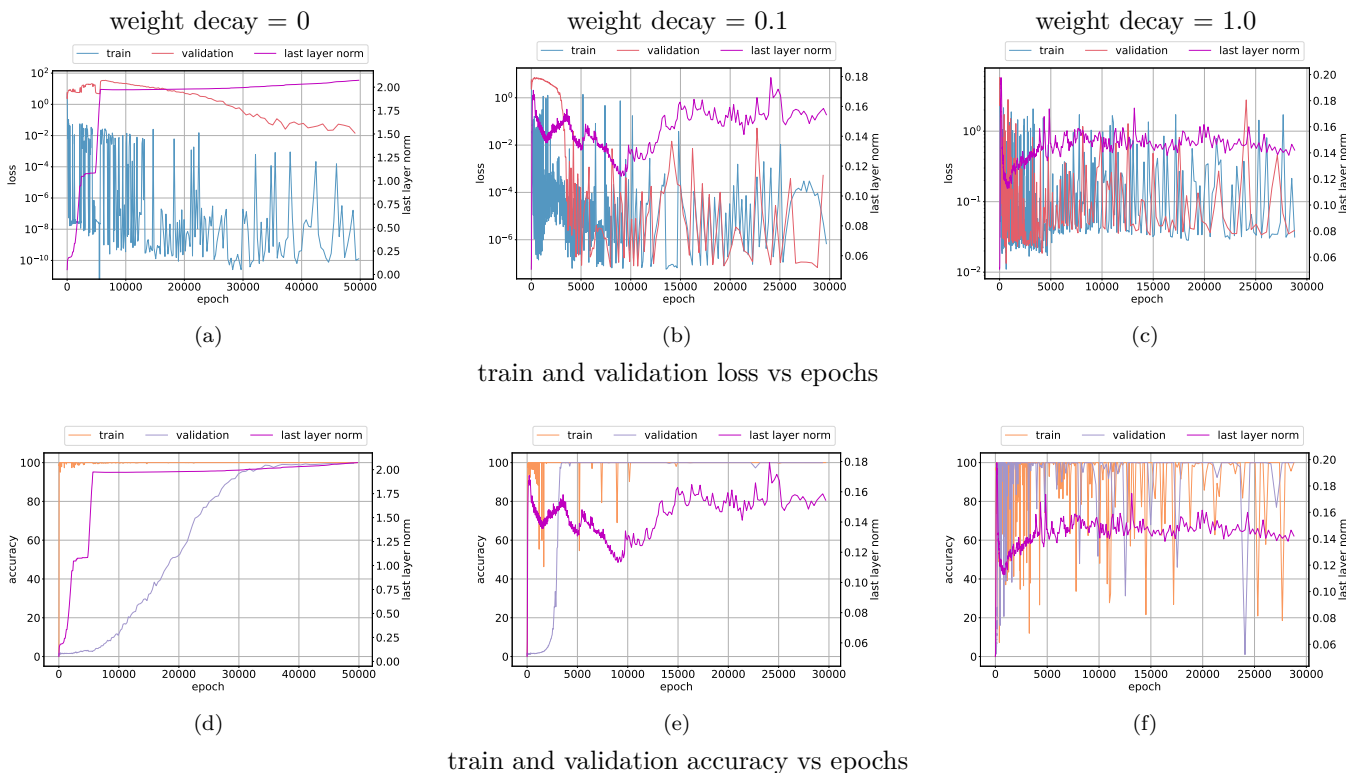 weight decay = 0
weight decay = 0.1
weight decay = 1.0
train validation last layer norm
train validation last layer norm
train validation last layer norm
10² 10⁰ 10⁻² 10⁻⁴ 10⁻⁶ 10⁻⁸ 10⁻¹⁰
loss
2.00 1.75 1.50 1.25 1.00 0.75 0.50 0.25 0.00
last layer norm
0 10000 20000 30000 40000 50000
epoch
(a)
10⁰ 10⁻² 10⁻⁴ 10⁻⁶
loss
0.18 0.16 0.14 0.12 0.10 0.08 0.06
last layer norm
0 5000 10000 15000 20000 25000 30000
epoch
(b)
10⁰ 10⁻¹ 10⁻²
loss
0.20 0.18 0.16 0.14 0.12 0.10 0.08 0.06
last layer norm
0 5000 10000 15000 20000 25000 30000
epoch
(c)
train and validation loss vs epochs
train validation last layer norm
train validation last layer norm
train validation last layer norm
100 80 60 40 20 0
accuracy
2.00 1.75 1.50 1.25 1.00 0.75 0.50 0.25 0.00
last layer norm
0 10000 20000 30000 40000 50000
epoch
(d)
100 80 60 40 20 0
accuracy
0.18 0.16 0.14 0.12 0.10 0.08 0.06
last layer norm
0 5000 10000 15000 20000 25000 30000
epoch
(e)
100 80 60 40 20 0
accuracy
0.20 0.18 0.16 0.14 0.12 0.10 0.08 0.06
last layer norm
0 5000 10000 15000 20000 25000 30000
epoch
(f)
train and validation accuracy vs epochs